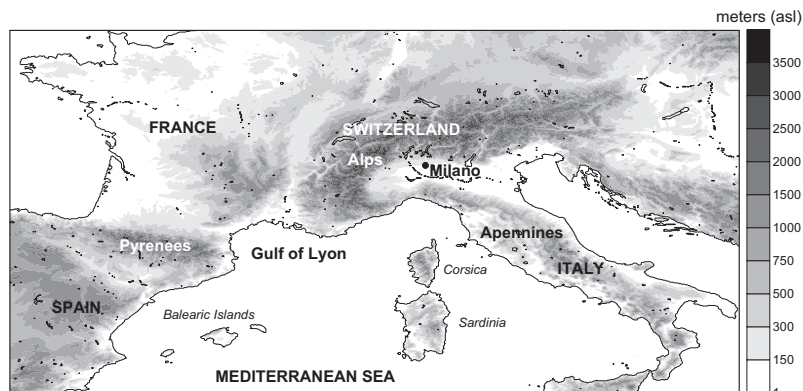 meters (asl)
3500
3000
2500
2000
1500
1000
750
500
300
150
1
FRANCE
SWITZERLAND
Alps
Milano
Pyrenees
Gulf of Lyon
Apennines
ITALY
Corsica
SPAIN
Balearic Islands
Sardinia
MEDITERRANEAN SEA